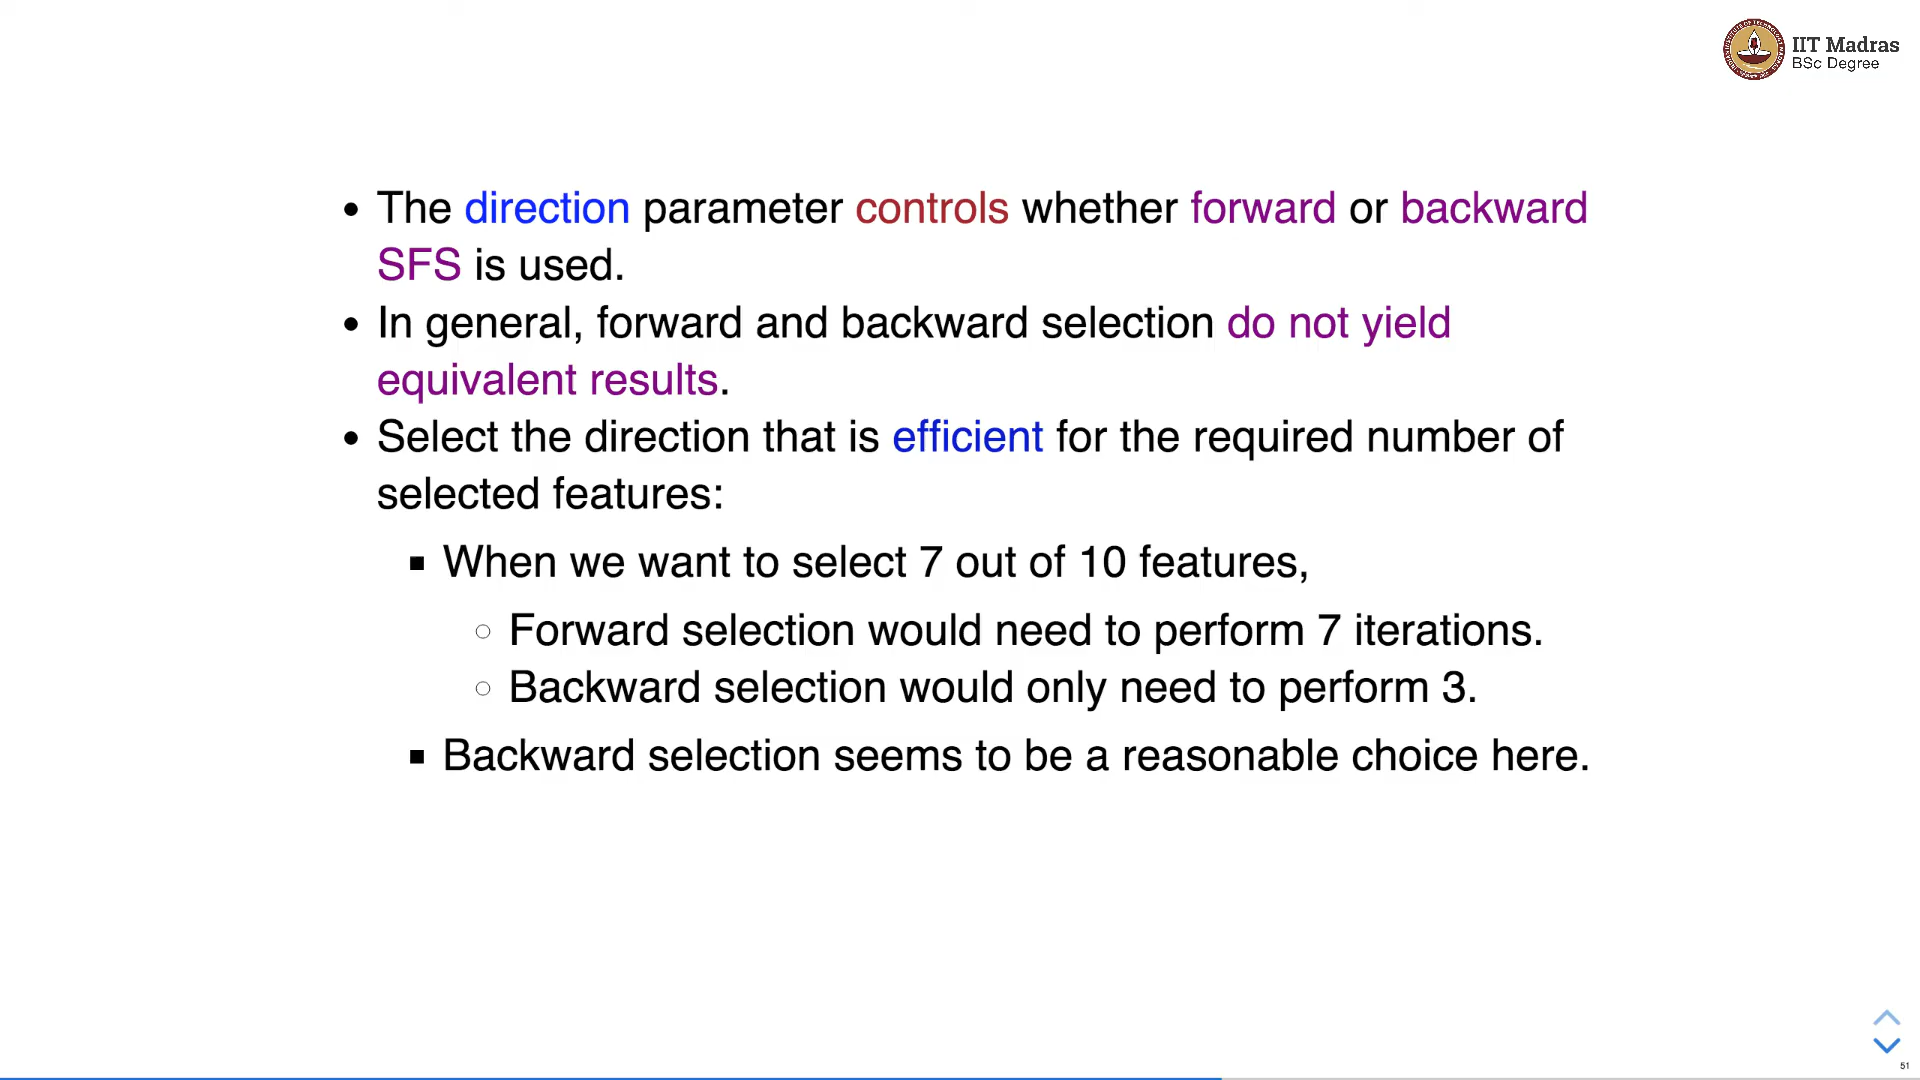 IIT Madras
BSc Degree
• The direction parameter controls whether forward or backward
SFS is used.
• In general, forward and backward selection do not yield
equivalent results.
• Select the direction that is efficient for the required number of
selected features:
▪ When we want to select 7 out of 10 features,
○ Forward selection would need to perform 7 iterations.
○ Backward selection would only need to perform 3.
▪ Backward selection seems to be a reasonable choice here.
51